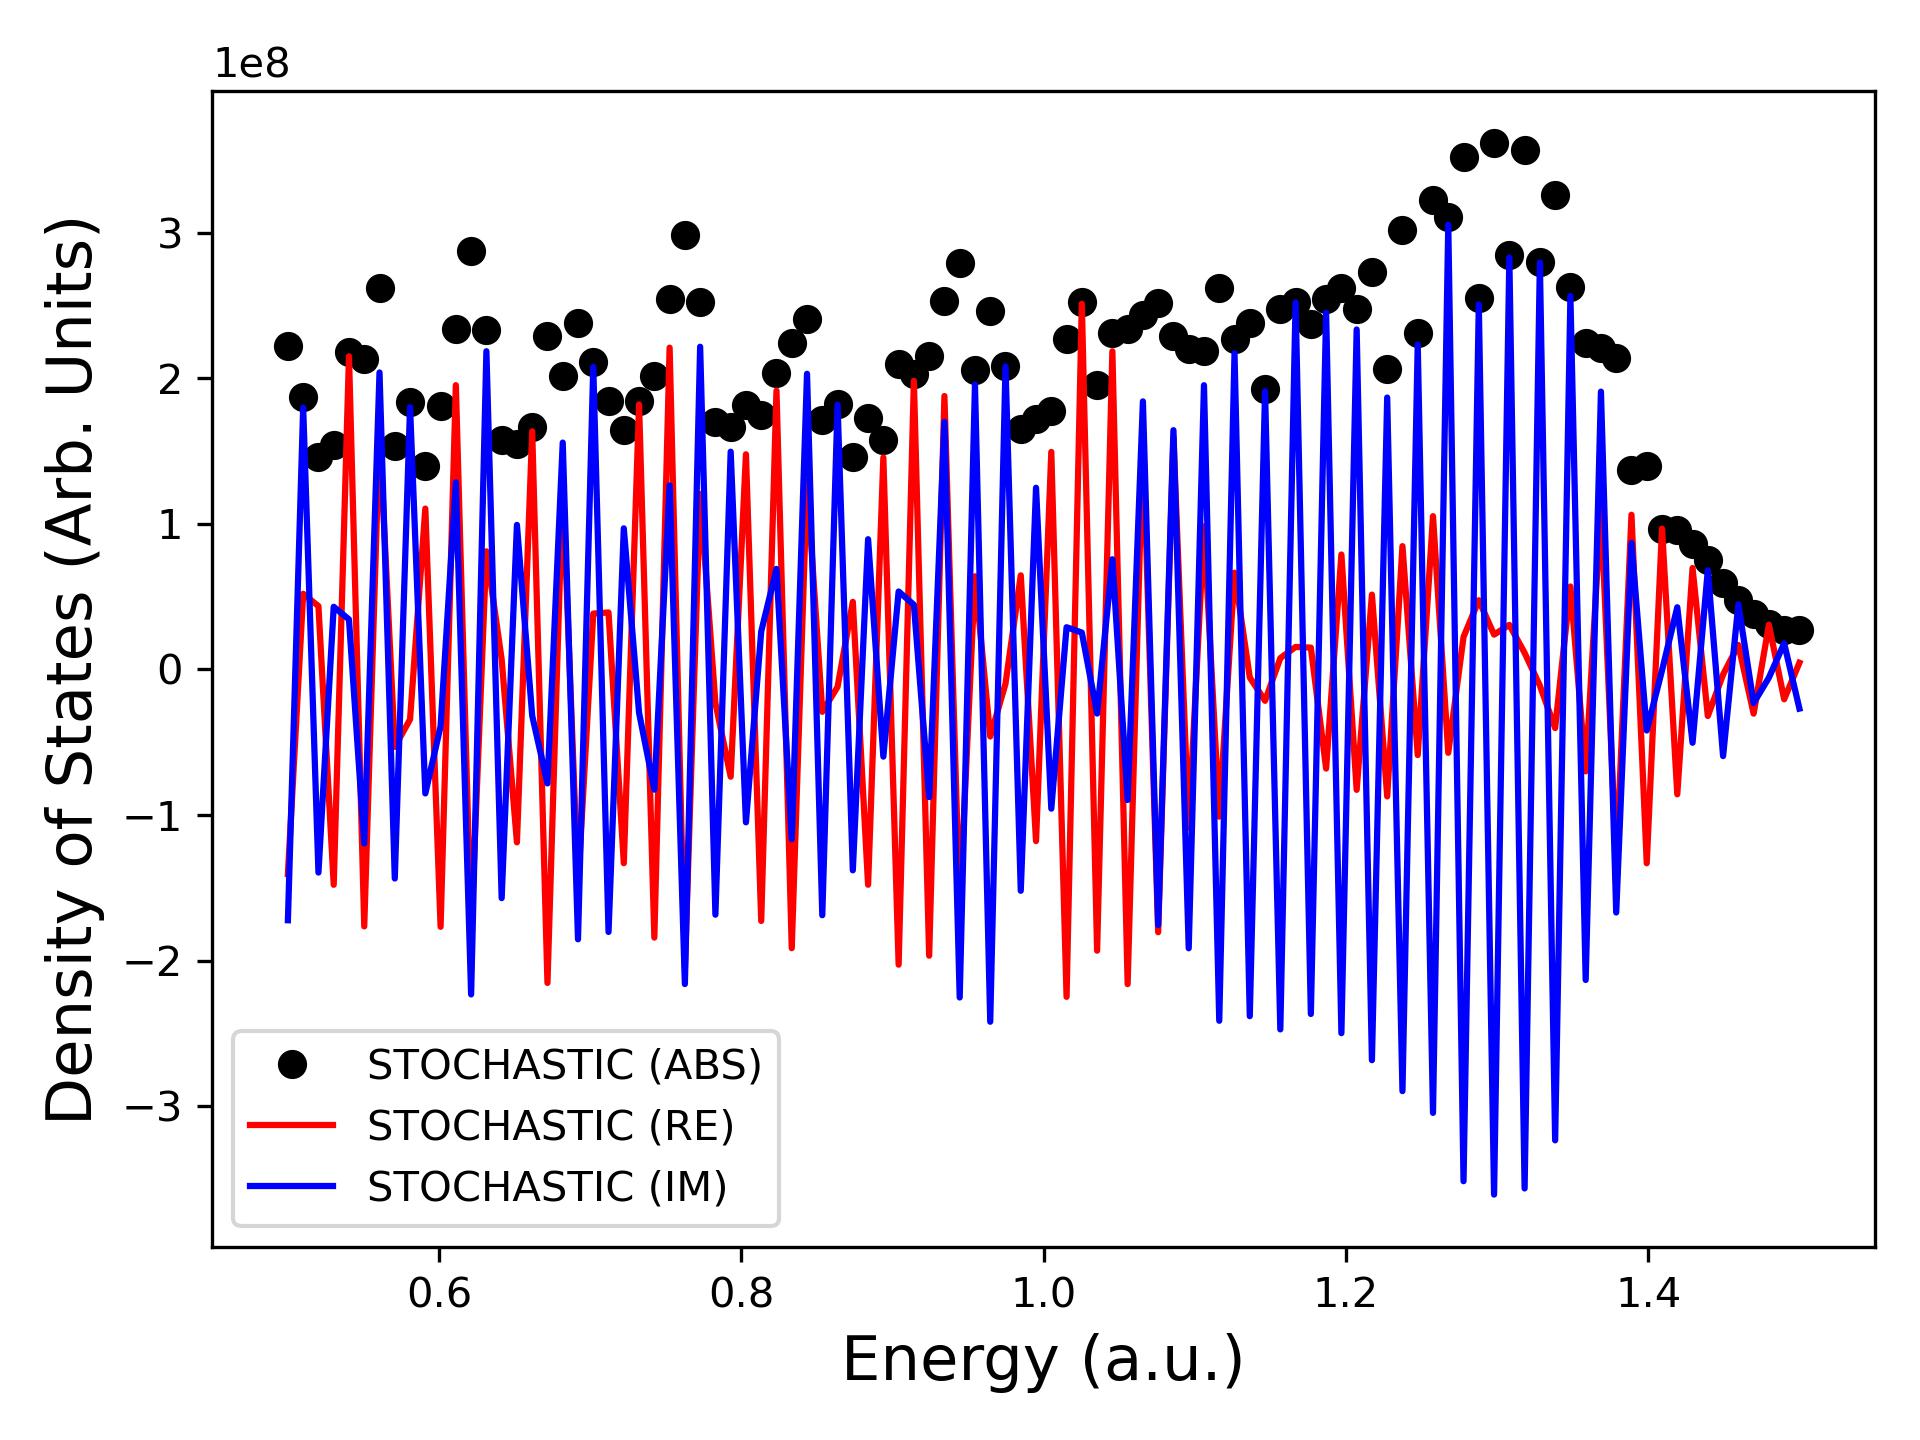 1e8
Density of States (Arb. Units)
3
2
1
0
−1
−2
−3
STOCHASTIC (ABS)
STOCHASTIC (RE)
STOCHASTIC (IM)
0.6 0.8 1.0 1.2 1.4
Energy (a.u.)